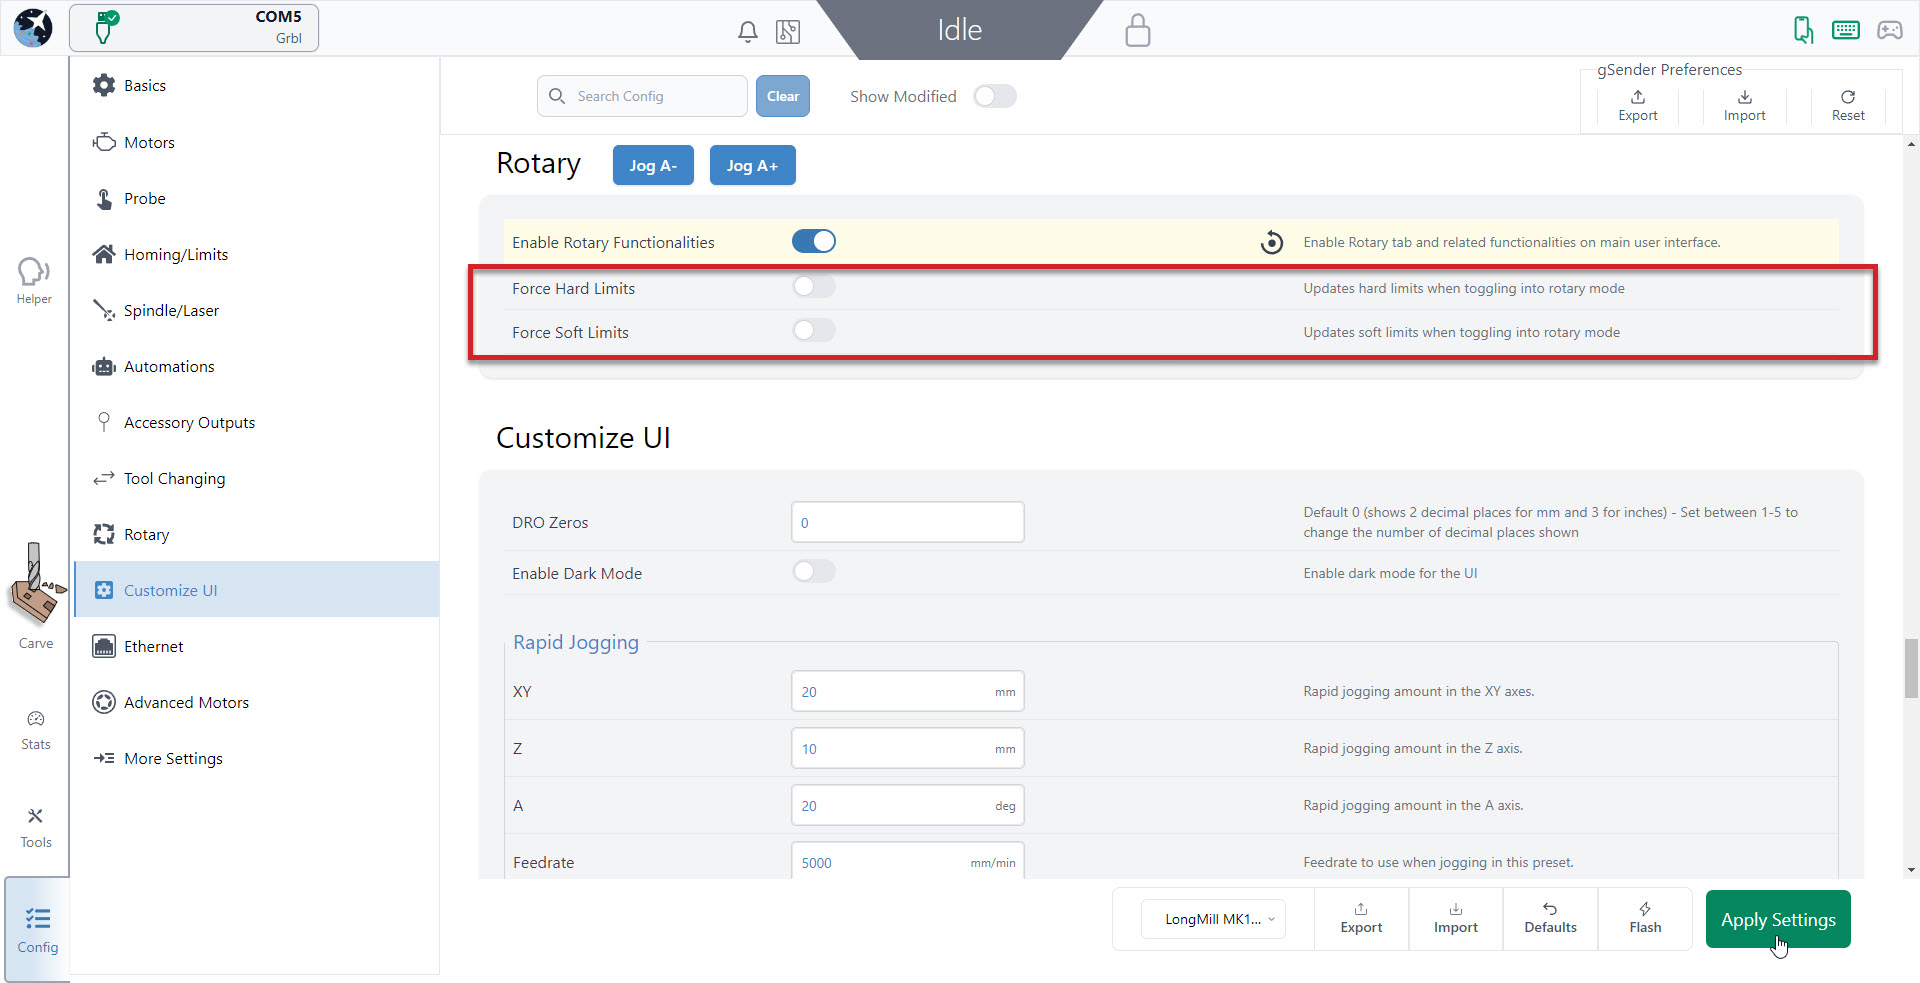 COM5
Grbl
Idle
Basics
Motors
Probe
Homing/Limits
Spindle/Laser
Automations
Accessory Outputs
Tool Changing
Rotary
Customize UI
Ethernet
Advanced Motors
More Settings
Helper
Carve
Stats
Tools
Config
Search Config
Clear
Show Modified
gSender Preferences
Export
Import
Reset
Rotary
Jog A-
Jog A+
Enable Rotary Functionalities
Enable Rotary tab and related functionalities on main user interface.
Force Hard Limits
Updates hard limits when toggling into rotary mode
Force Soft Limits
Updates soft limits when toggling into rotary mode
Customize UI
DRO Zeros
0
Default 0 (shows 2 decimal places for mm and 3 for inches) - Set between 1-5 to
change the number of decimal places shown
Enable Dark Mode
Enable dark mode for the UI
Rapid Jogging
XY
20
mm
Rapid jogging amount in the XY axes.
Z
10
mm
Rapid jogging amount in the Z axis.
A
20
deg
Rapid jogging amount in the A axis.
Feedrate
5000
mm/min
Feedrate to use when jogging in this preset.
LongMill MK1...
Export
Import
Defaults
Flash
Apply Settings